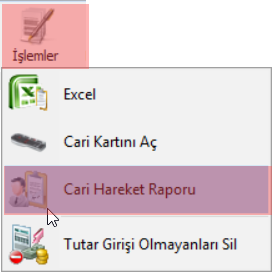 İşlemler
Excel
Cari Kartını Aç
Cari Hareket Raporu
Tutar Girişi Olmayanları Sil